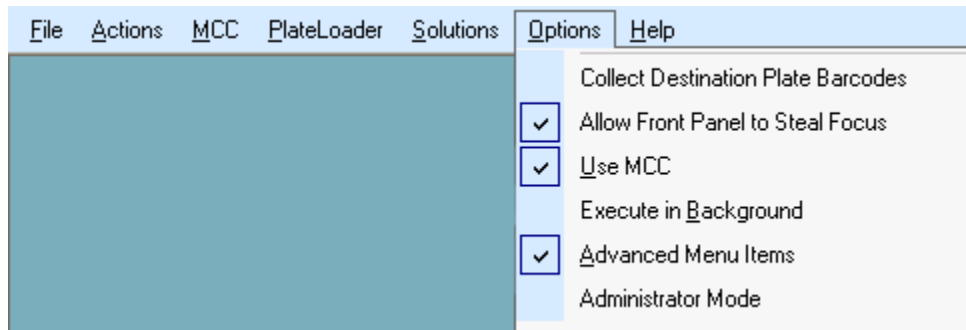 File Actions MCC PlateLoader Solutions Options Help
Collect Destination Plate Barcodes
Allow Front Panel to Steal Focus
Use MCC
Execute in Background
Advanced Menu Items
Administrator Mode